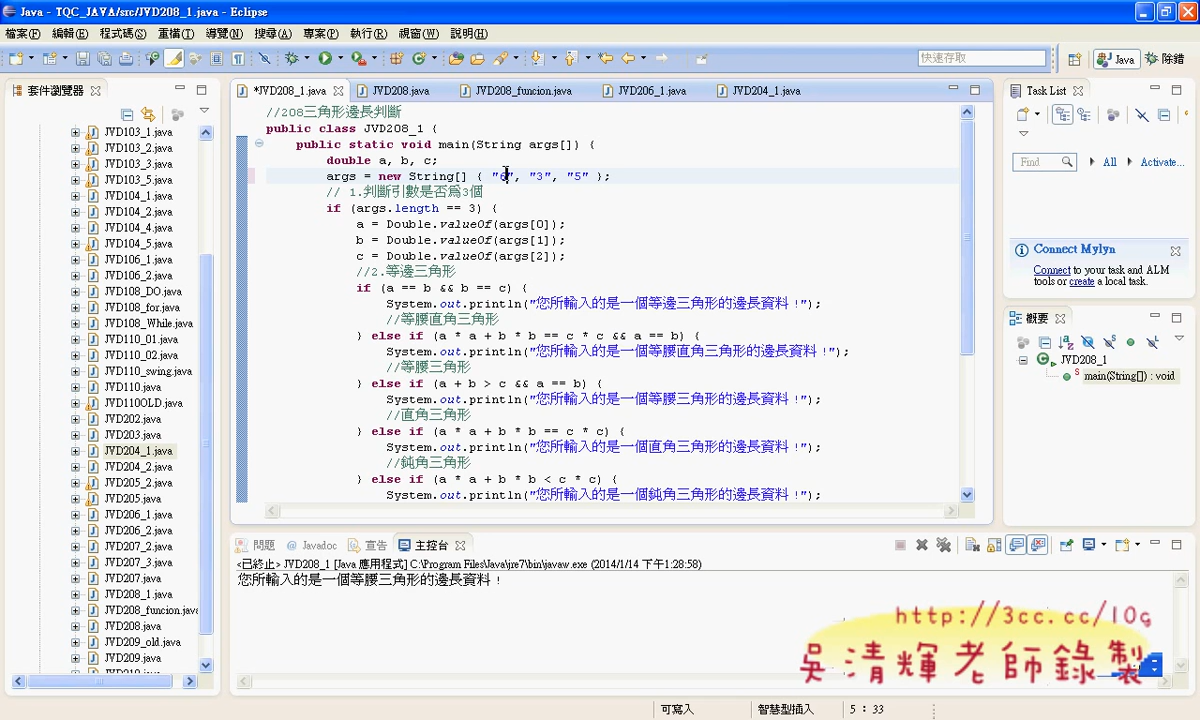 Java - TQC_JAVA/src/JVD208_1.java - Eclipse
檔案(F) 編輯(E) 程式碼(S) 重構(T) 導覽(N) 搜尋(A) 專案(P) 執行(R) 視窗(W) 說明(H)
快速存取
Java 除錯
套件瀏覽器
JVD103_1.java
JVD103_2.java
JVD103_3.java
JVD103_5.java
JVD104_1.java
JVD104_2.java
JVD104_4.java
JVD104_5.java
JVD106_1.java
JVD106_2.java
JVD108_DO.java
JVD108_for.java
JVD108_While.java
JVD110_01.java
JVD110_02.java
JVD110_swing.java
JVD110.java
JVD110OLD.java
JVD202.java
JVD203.java
JVD204_1.java
JVD204_2.java
JVD205_2.java
JVD205.java
JVD206_1.java
JVD206_2.java
JVD207_2.java
JVD207_3.java
JVD207.java
JVD208_1.java
JVD208_funcion.java
JVD208.java
JVD209_old.java
JVD209.java
*JVD208_1.java JVD208.java JVD208_funcion.java JVD206_1.java JVD204_1.java
//208三角形邊長判斷
public class JVD208_1 {
public static void main(String args[]) {
double a, b, c;
args = new String[] { "6", "3", "5" };
// 1.判斷引數是否為3個
if (args.length == 3) {
a = Double.valueOf(args[0]);
b = Double.valueOf(args[1]);
c = Double.valueOf(args[2]);
//2.等邊三角形
if (a == b && b == c) {
System.out.println("您所輸入的是一個等邊三角形的邊長資料！");
//等腰直角三角形
} else if (a * a + b * b == c * c && a == b) {
System.out.println("您所輸入的是一個等腰直角三角形的邊長資料！");
//等腰三角形
} else if (a + b > c && a == b) {
System.out.println("您所輸入的是一個等腰三角形的邊長資料！");
//直角三角形
} else if (a * a + b * b == c * c) {
System.out.println("您所輸入的是一個直角三角形的邊長資料！");
//鈍角三角形
} else if (a * a + b * b < c * c) {
System.out.println("您所輸入的是一個鈍角三角形的邊長資料！");
Task List
Find All Activate...
Connect Mylyn
Connect to your task and ALM
tools or create a local task.
概要
JVD208_1
main(String[]) : void
問題 Javadoc 宣告 主控台
<已終止> JVD208_1 [Java 應用程式] C:\Program Files\Java\jre7\bin\javaw.exe (2014/1/14 下午1:28:58)
您所輸入的是一個等腰三角形的邊長資料！
http://3cc.cc/10g
吳清輝老師錄製
可寫入 智慧型插入 5 : 33